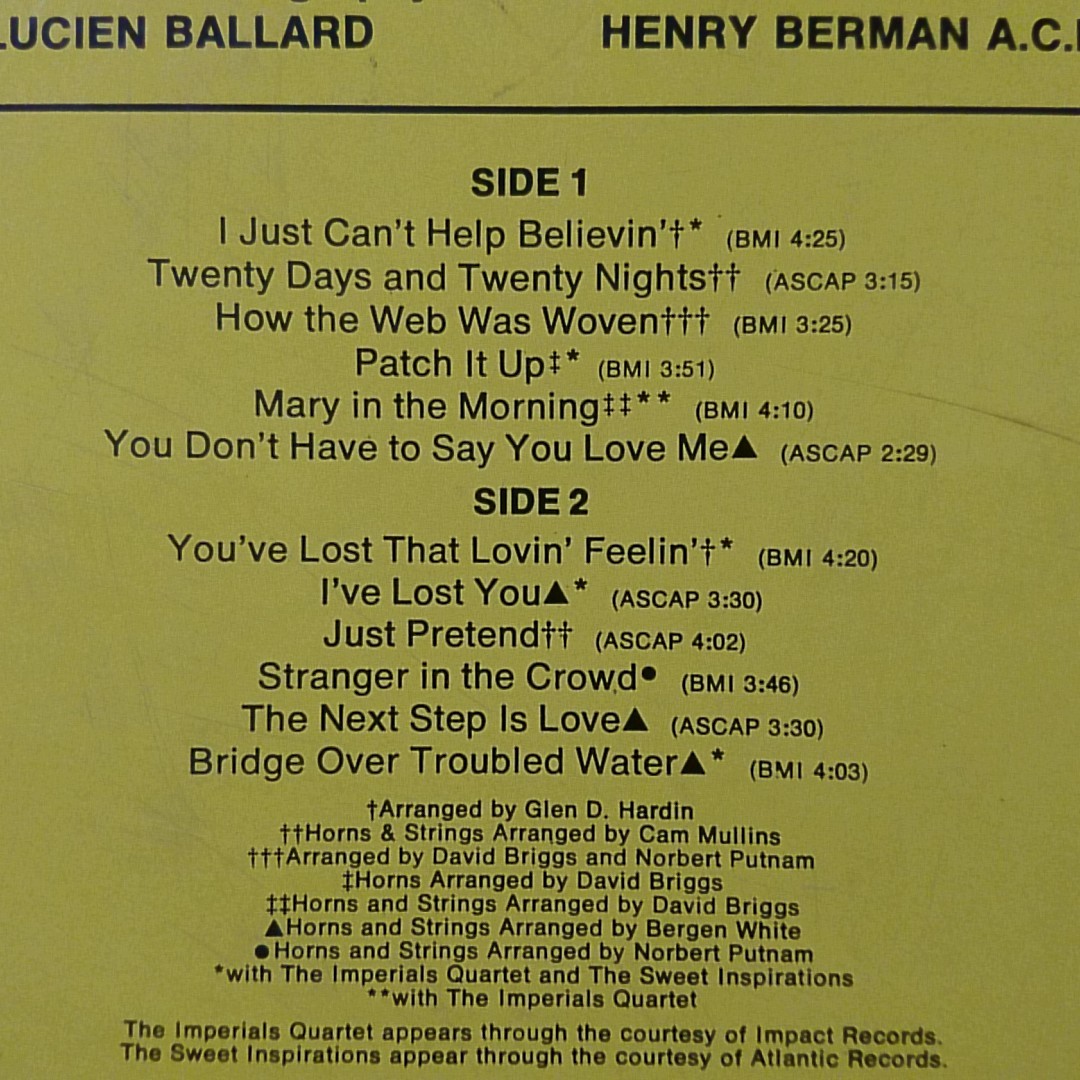 LUCIEN BALLARD HENRY BERMAN A.C.
SIDE 1
I Just Can't Help Believin'†* (BMI 4:25)
Twenty Days and Twenty Nights†† (ASCAP 3:15)
How the Web Was Woven††† (BMI 3:25)
Patch It Up‡* (BMI 3:51)
Mary in the Morning‡‡** (BMI 4:10)
You Don't Have to Say You Love Me▲ (ASCAP 2:29)
SIDE 2
You've Lost That Lovin' Feelin'†* (BMI 4:20)
I've Lost You▲* (ASCAP 3:30)
Just Pretend†† (ASCAP 4:02)
Stranger in the Crowd● (BMI 3:46)
The Next Step Is Love▲ (ASCAP 3:30)
Bridge Over Troubled Water▲* (BMI 4:03)
†Arranged by Glen D. Hardin
††Horns & Strings Arranged by Cam Mullins
†††Arranged by David Briggs and Norbert Putnam
‡Horns Arranged by David Briggs
‡‡Horns and Strings Arranged by David Briggs
▲Horns and Strings Arranged by Bergen White
●Horns and Strings Arranged by Norbert Putnam
*with The Imperials Quartet and The Sweet Inspirations
**with The Imperials Quartet
The Imperials Quartet appears through the courtesy of Impact Records.
The Sweet Inspirations appear through the courtesy of Atlantic Records.